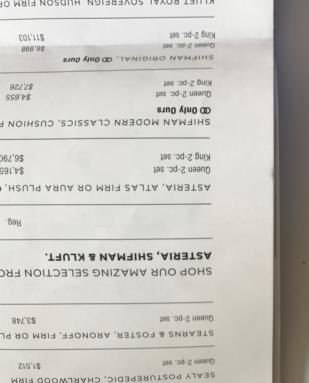 SEALY POSTUREPEDIC, CHARLWOOD FIRM
Queen 2-pc. set $1,512
STEARNS & FOSTER, ARONOFF, FIRM OR PL
Queen 2-pc. set $3,748
SHOP OUR AMAZING SELECTION FRO
ASTERIA, SHIFMAN & KLUFT.
Reg.
ASTERIA, ATLAS FIRM OR AURA PLUSH,
Queen 2-pc. set $4,165
King 2-pc. set $6,790
SHIFMAN MODERN CLASSICS, CUSHION F
Only Ours
Queen 2-pc. set $4,655
King 2-pc. set $7,726
SHIFMAN ORIGINAL, Only Ours
Queen 2-pc. set $6,998
King 2-pc. set $11,103
KLUFT ROYAL SOVEREIGN, HUDSON FIRM OR